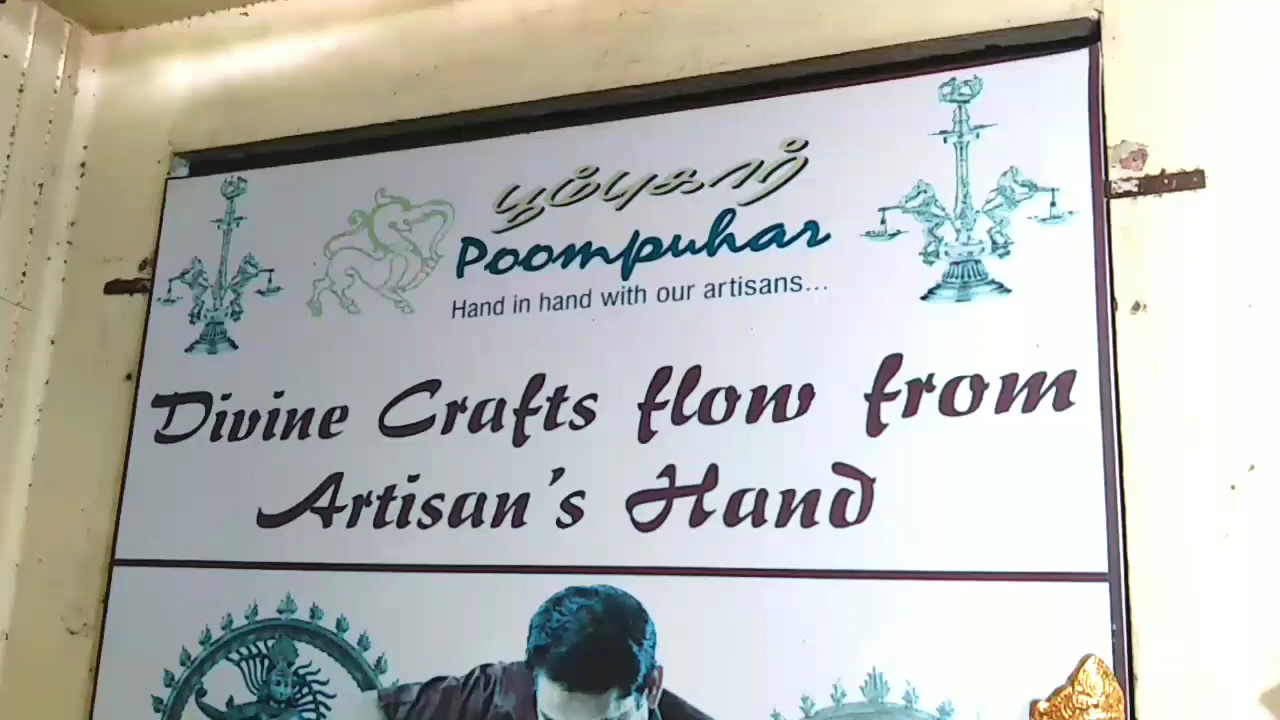 பூம்புகார்
Poompuhar
Hand in hand with our artisans...
Divine Crafts flow from
Artisan's Hand